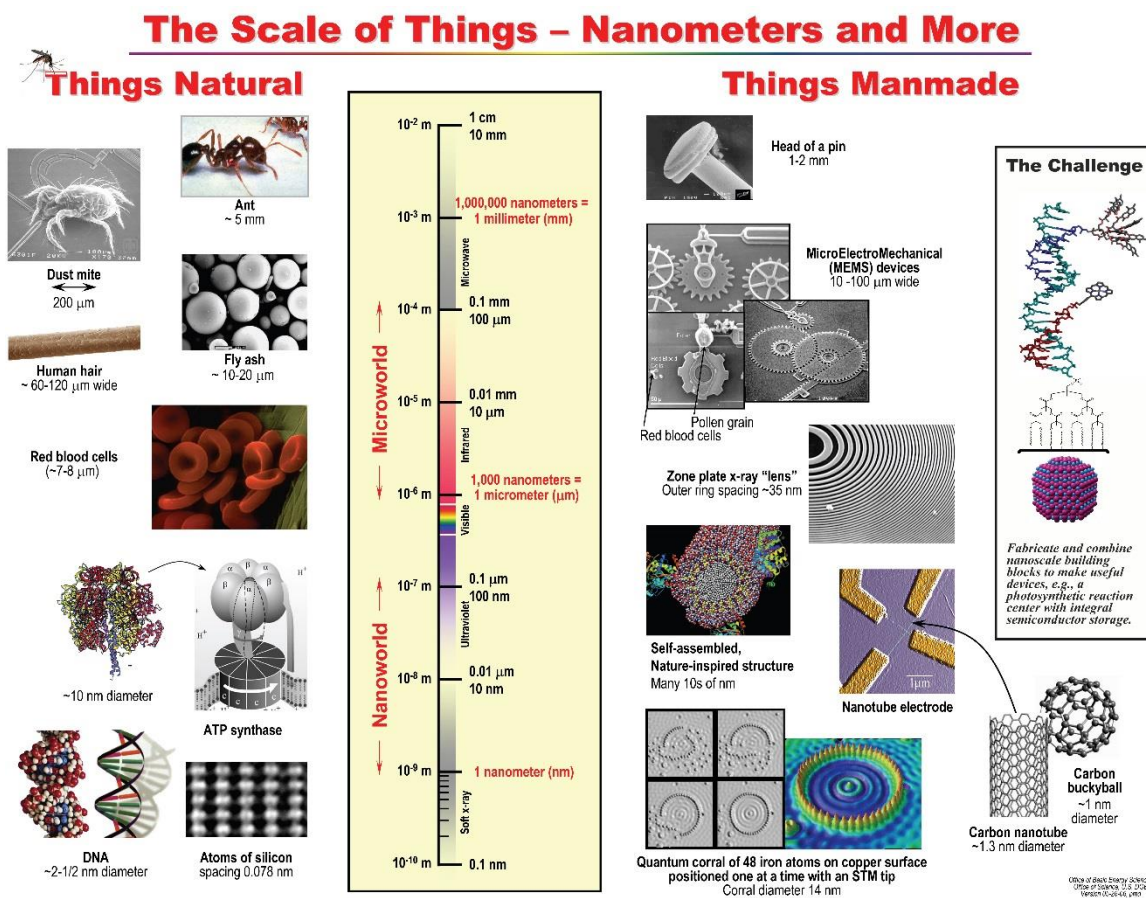 The Scale of Things – Nanometers and More
Things Natural
Things Manmade
Ant
~ 5 mm
Dust mite
200 μm
Human hair
~ 60-120 μm wide
Fly ash
~ 10-20 μm
Red blood cells
(~7-8 μm)
~10 nm diameter
H+
H+
α
β
α
β
α
β
C
C
C
ATP synthase
DNA
~2-1/2 nm diameter
Atoms of silicon
spacing 0.078 nm
10-2 m
1 cm
10 mm
1,000,000 nanometers =
10-3 m
1 millimeter (mm)
Microwave
10-4 m
0.1 mm
100 μm
Microworld
10-5 m
0.01 mm
10 μm
Infrared
1,000 nanometers =
10-6 m
1 micrometer (μm)
Visible
10-7 m
0.1 μm
100 nm
Nanoworld
Ultraviolet
10-8 m
0.01 μm
10 nm
10-9 m
1 nanometer (nm)
Soft x-ray
10-10 m
0.1 nm
Head of a pin
1-2 mm
MicroElectroMechanical
(MEMS) devices
10 -100 μm wide
Pollen grain
Red blood cells
Zone plate x-ray “lens”
Outer ring spacing ~35 nm
Self-assembled,
Nature-inspired structure
Many 10s of nm
1μm
Nanotube electrode
Quantum corral of 48 iron atoms on copper surface
positioned one at a time with an STM tip
Corral diameter 14 nm
Carbon nanotube
~1.3 nm diameter
Carbon
buckyball
~1 nm
diameter
The Challenge
Fabricate and combine
nanoscale building
blocks to make useful
devices, e.g., a
photosynthetic reaction
center with integral
semiconductor storage.
Office of Basic Energy Scienc
Office of Science, U.S. DOE